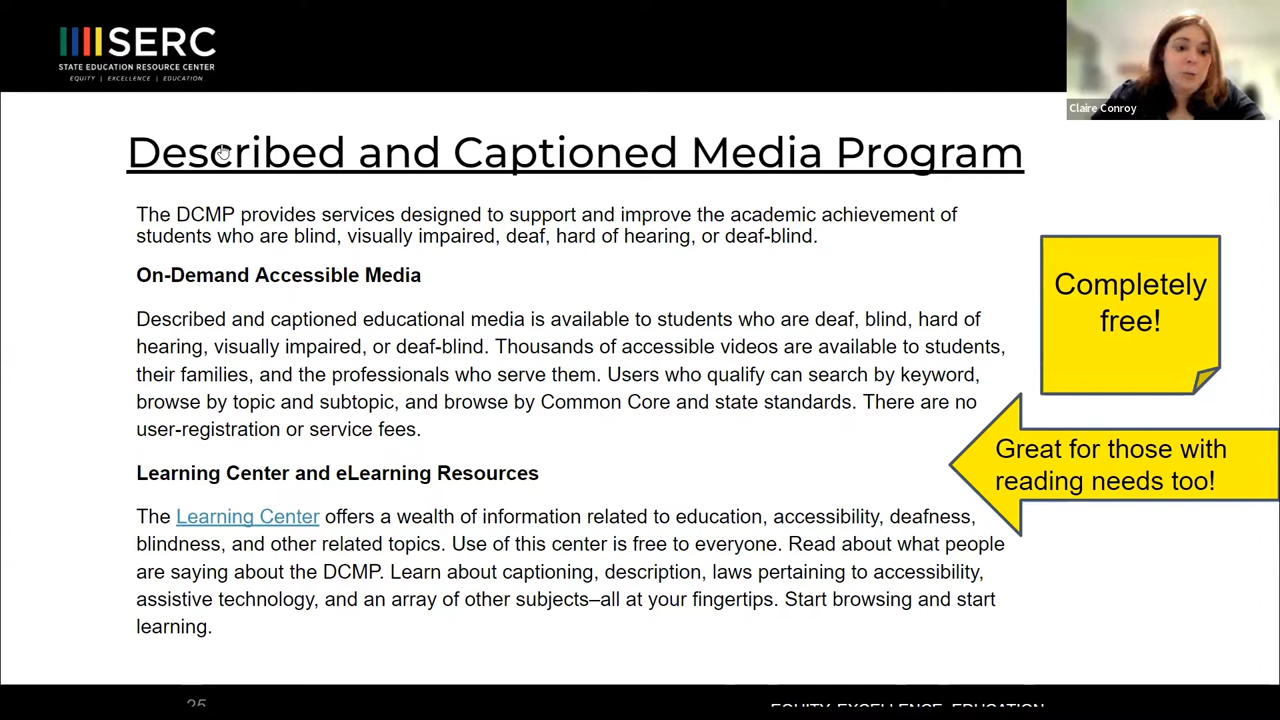 SERC
STATE EDUCATION RESOURCE CENTER
EQUITY | EXCELLENCE | EDUCATION
Claire Conroy
Described and Captioned Media Program
The DCMP provides services designed to support and improve the academic achievement of
students who are blind, visually impaired, deaf, hard of hearing, or deaf-blind.
On-Demand Accessible Media
Described and captioned educational media is available to students who are deaf, blind, hard of
hearing, visually impaired, or deaf-blind. Thousands of accessible videos are available to students,
their families, and the professionals who serve them. Users who qualify can search by keyword,
browse by topic and subtopic, and browse by Common Core and state standards. There are no
user-registration or service fees.
Completely
free!
Great for those with
reading needs too!
Learning Center and eLearning Resources
The Learning Center offers a wealth of information related to education, accessibility, deafness,
blindness, and other related topics. Use of this center is free to everyone. Read about what people
are saying about the DCMP. Learn about captioning, description, laws pertaining to accessibility,
assistive technology, and an array of other subjects–all at your fingertips. Start browsing and start
learning.
25
EQUITY. EXCELLENCE. EDUCATION.